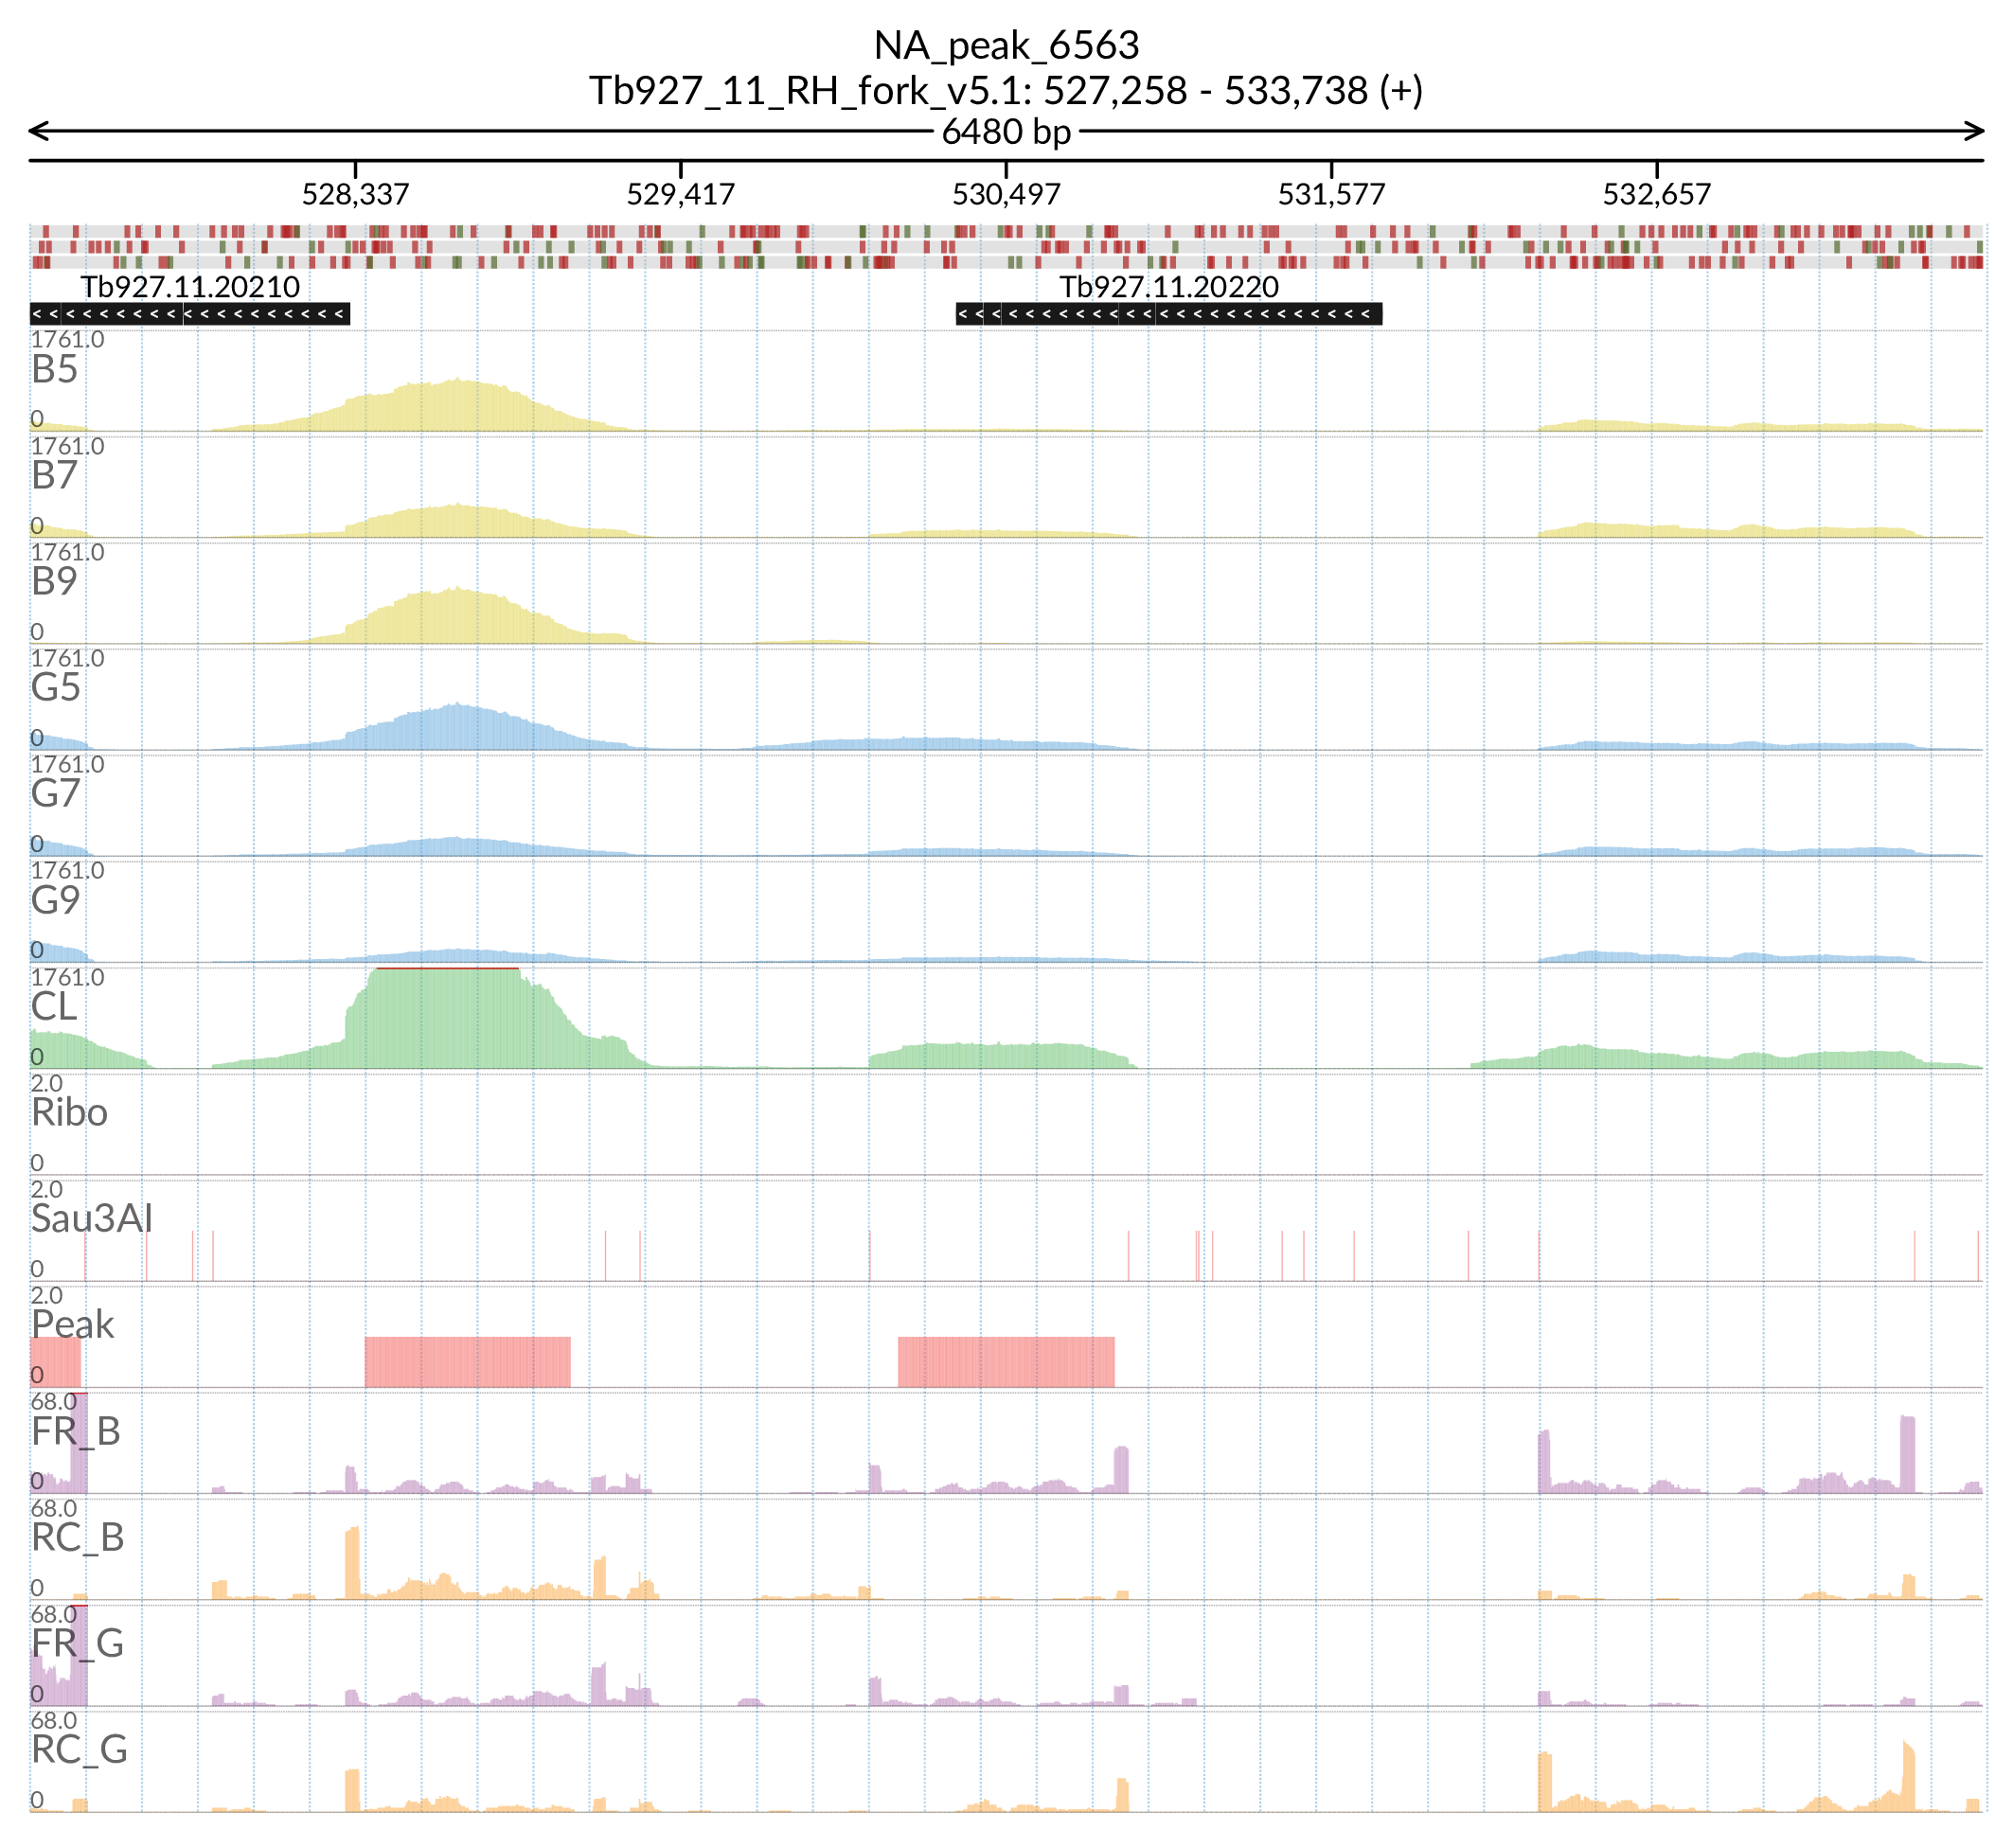 NA_peak_6563
Tb927_11_RH_fork_v5.1: 527,258 - 533,738 (+)
6480 bp
528,337 529,417 530,497 531,577 532,657
Tb927.11.20210 Tb927.11.20220
1761.0
B5
0
1761.0
B7
0
1761.0
B9
0
1761.0
G5
0
1761.0
G7
0
1761.0
G9
0
1761.0
CL
0
2.0
Ribo
0
2.0
Sau3AI
0
2.0
Peak
0
68.0
FR_B
0
68.0
RC_B
0
68.0
FR_G
0
68.0
RC_G
0